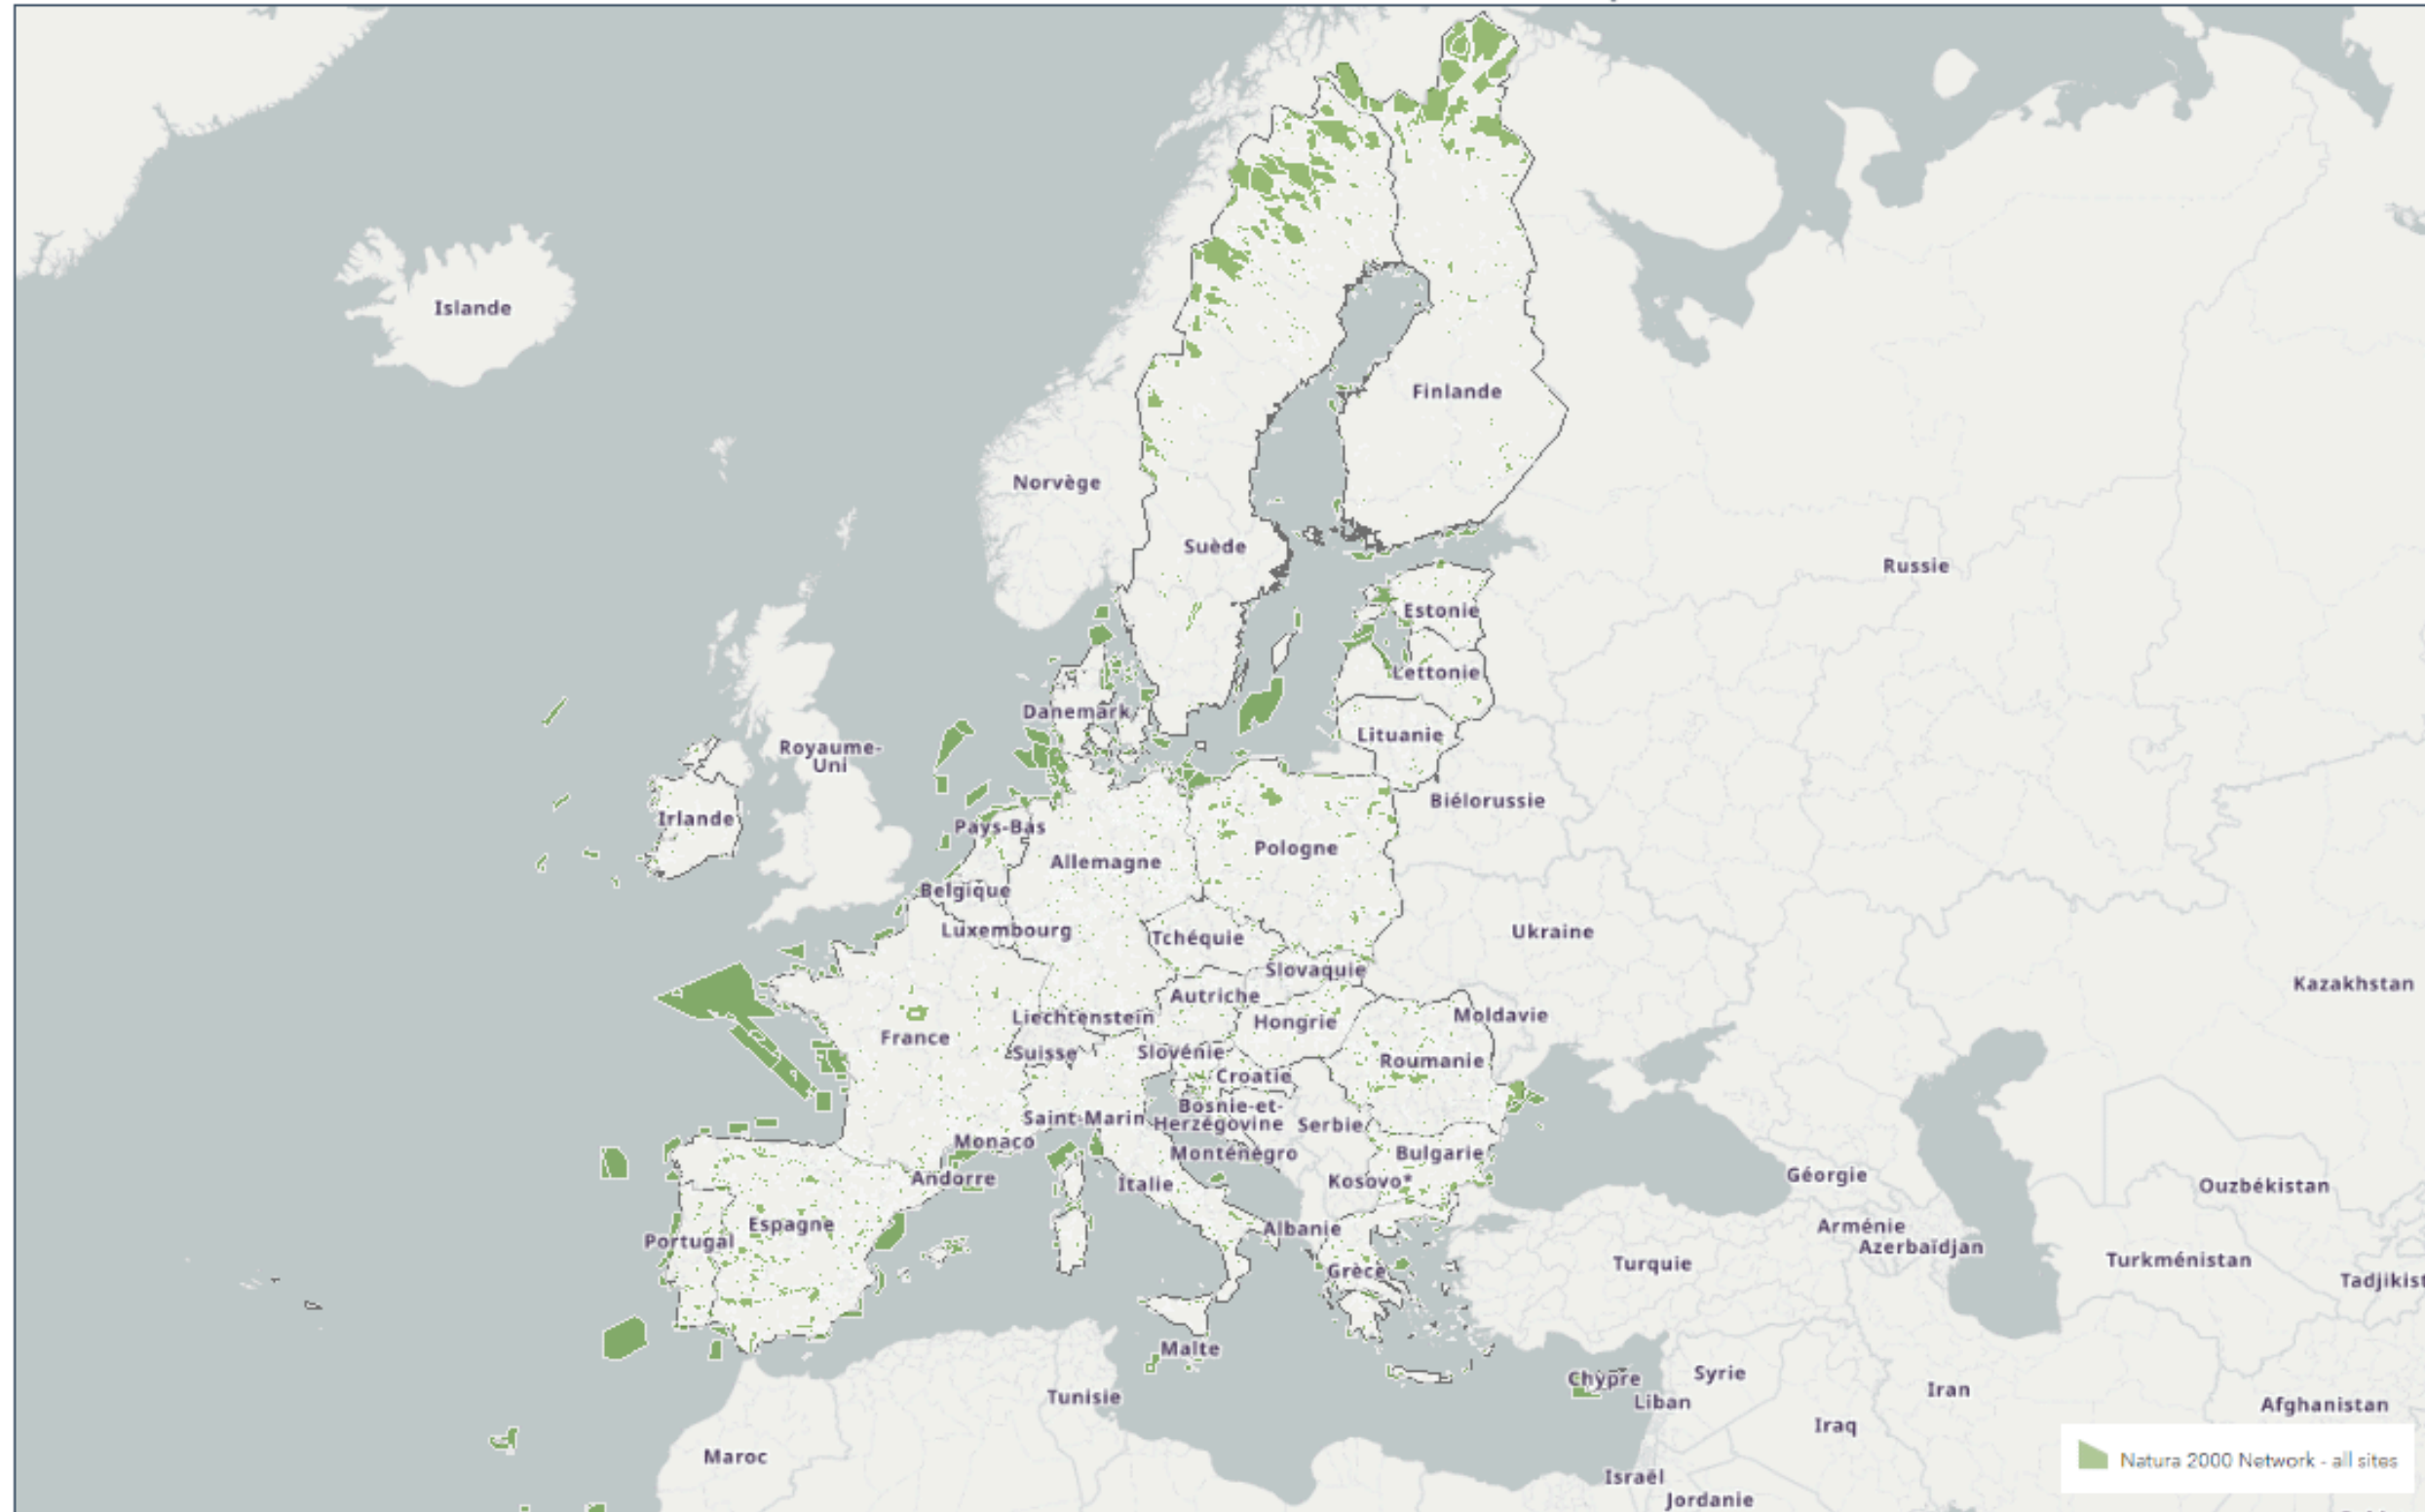 Islande
Finlande
Norvège
Suède
Russie
Estonie
Lettonie
Danemark
Lituanie
Royaume-
Uni
Biélorussie
Irlande
Pays-Bas
Pologne
Allemagne
Belgique
Luxembourg
Ukraine
Tchéquie
Slovaquie
Kazakhstan
Autriche
Liechtenstein
Hongrie
Moldavie
France
Suisse
Slovénie
Roumanie
Croatie
Bosnie-et-
Herzégovine
Saint-Marin
Serbie
Monaco
Monténégro
Bulgarie
Andorre
Italie
Kosovo*
Géorgie
Ouzbékistan
Espagne
Albanie
Arménie
Portugal
Azerbaïdjan
Turquie
Turkménistan
Grèce
Tadjikist
Malte
Chypre
Syrie
Tunisie
Liban
Iran
Afghanistan
Iraq
Maroc
Natura 2000 Network - all sites
Israël
Jordanie